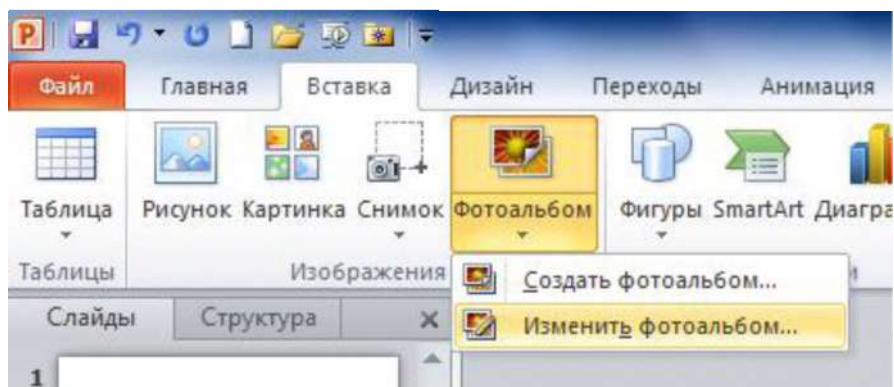 Файл Главная Вставка Дизайн Переходы Анимация
Таблица Рисунок Картинка Снимок Фотоальбом Фигуры SmartArt Диагра
Таблицы Изображения
Создать фотоальбом...
Слайды Структура
Изменить фотоальбом...
1